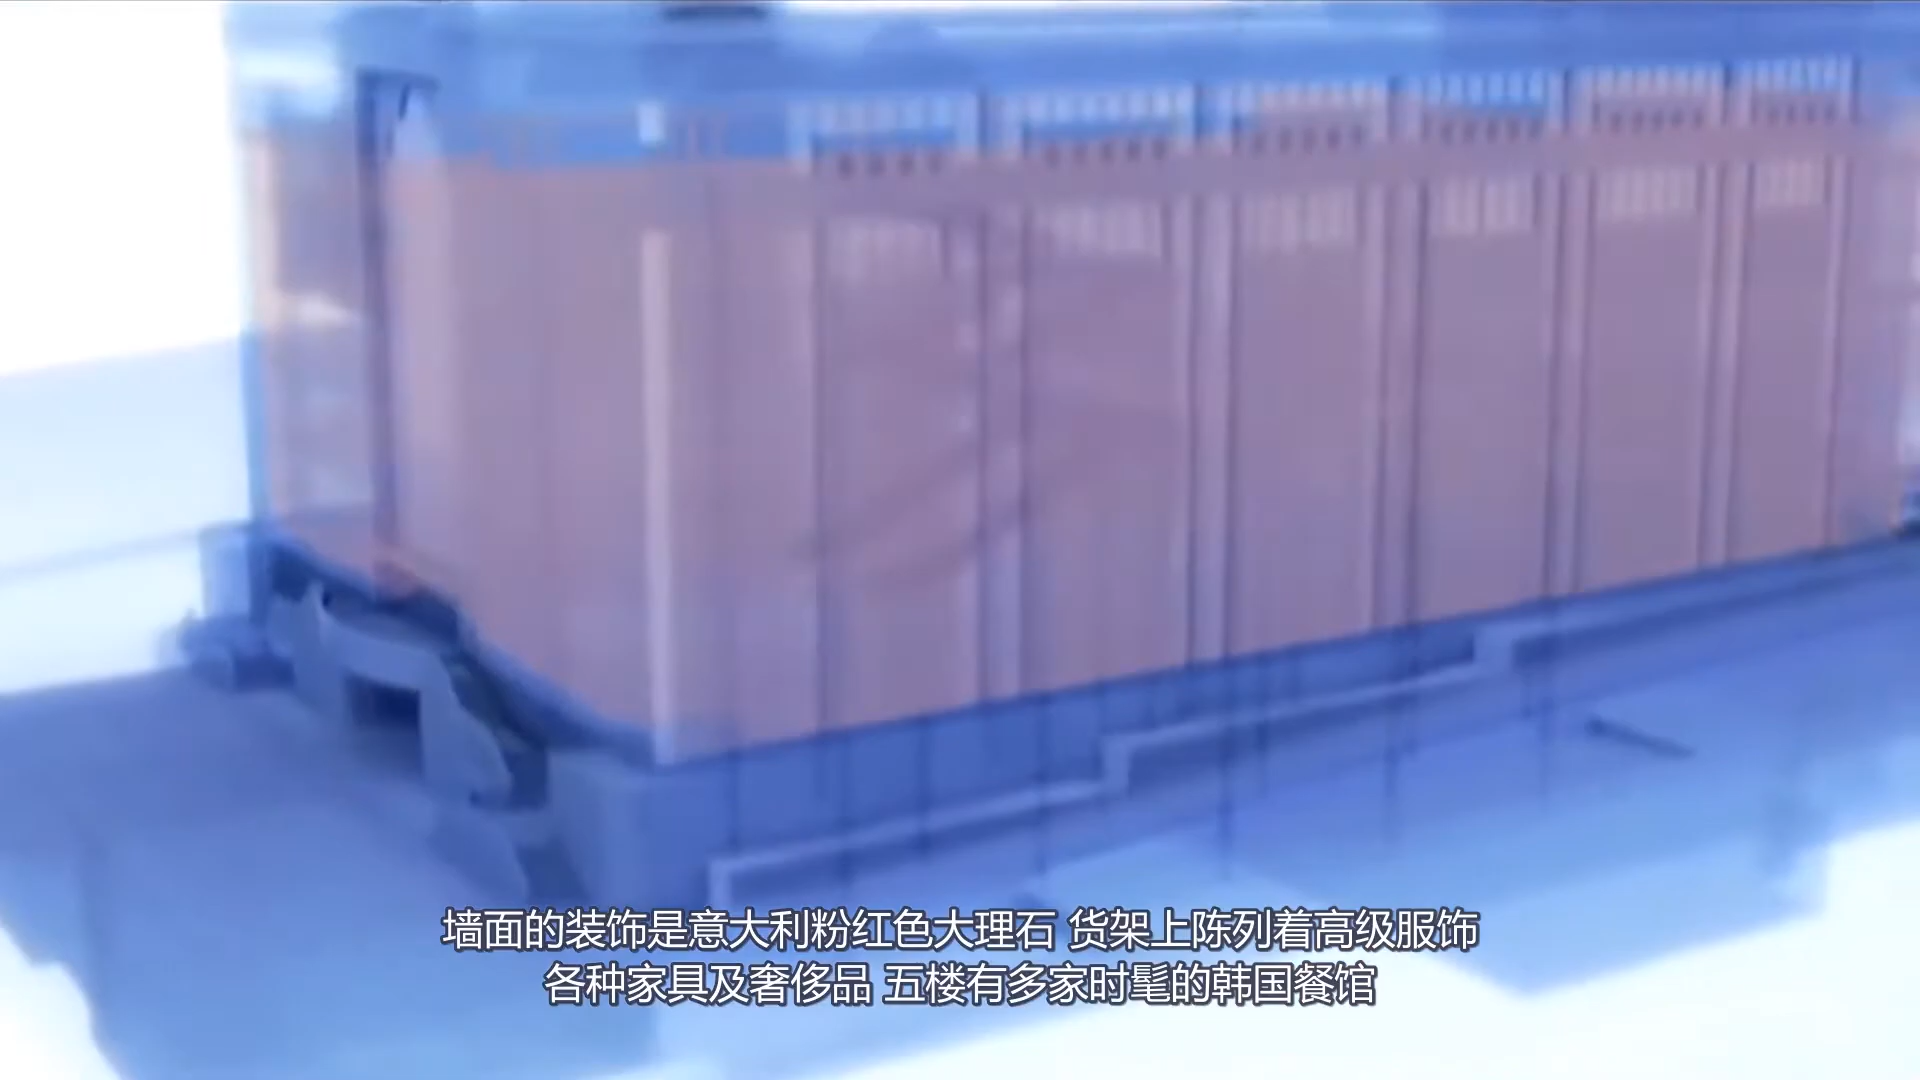 墙面的装饰是意大利粉红色大理石 货架上陈列着高级服饰
各种家具及奢侈品 五楼有多家时髦的韩国餐馆